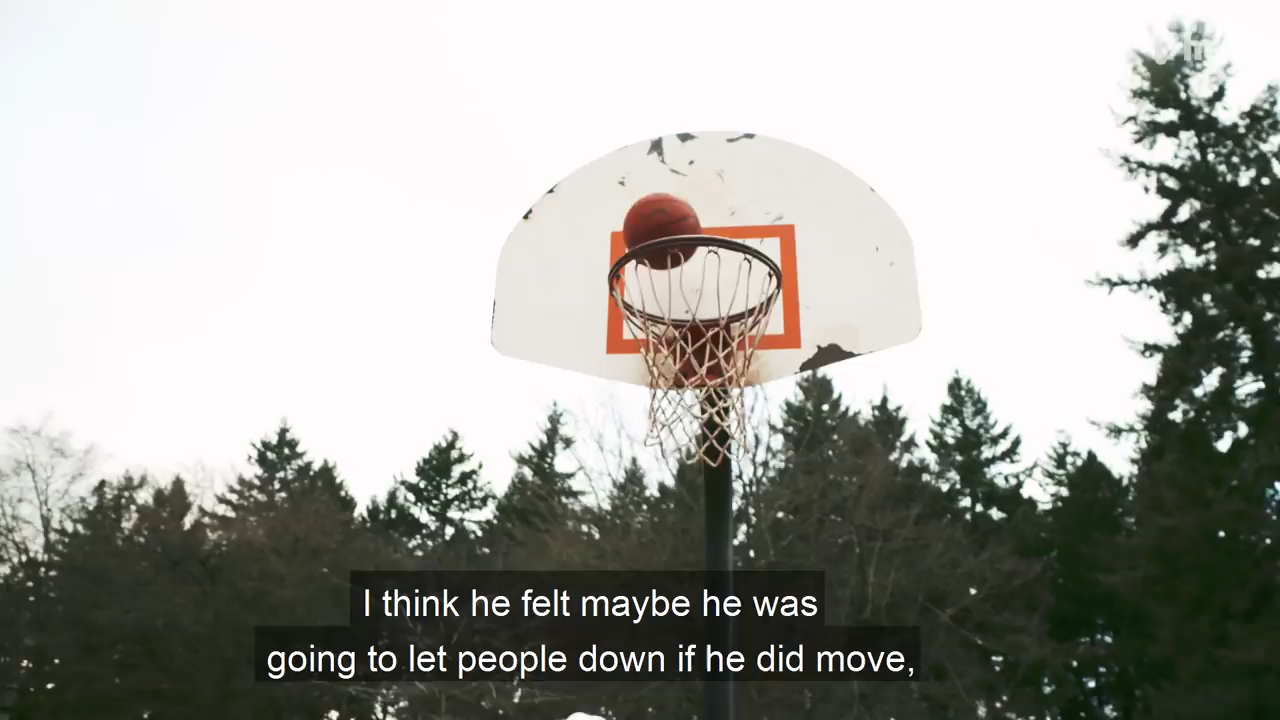 I think he felt maybe he was
going to let people down if he did move,